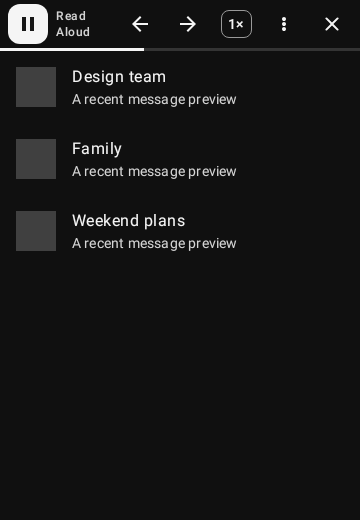 Read
Aloud
1×
Design team
A recent message preview
Family
A recent message preview
Weekend plans
A recent message preview